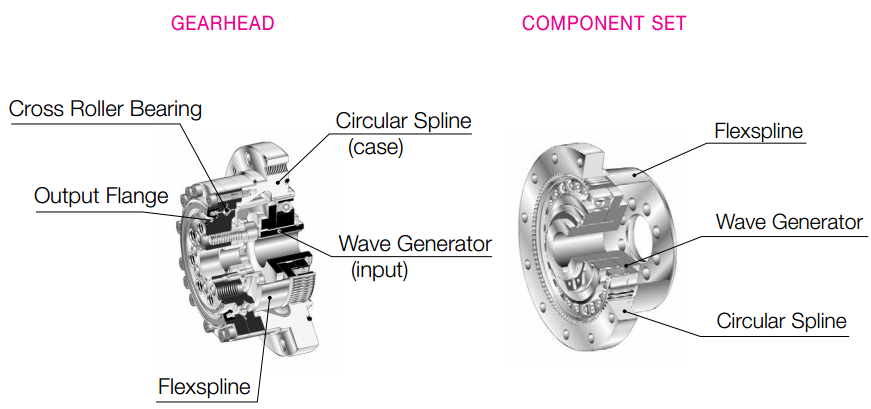 GEARHEAD
COMPONENT SET
Cross Roller Bearing
Circular Spline
(case)
Output Flange
Wave Generator
(input)
Flexspline
Flexspline
Wave Generator
Circular Spline